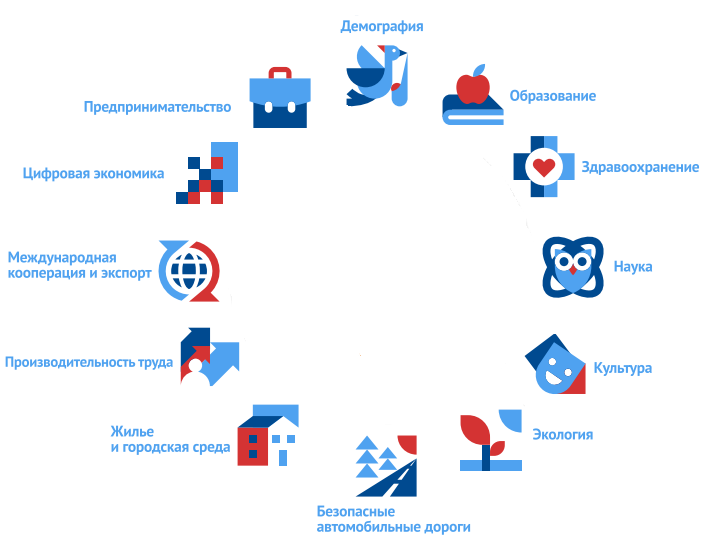 Демография
Образование
Здравоохранение
Наука
Культура
Экология
Безопасные
автомобильные дороги
Жилье
и городская среда
Производительность труда
Международная
кооперация и экспорт
Цифровая экономика
Предпринимательство